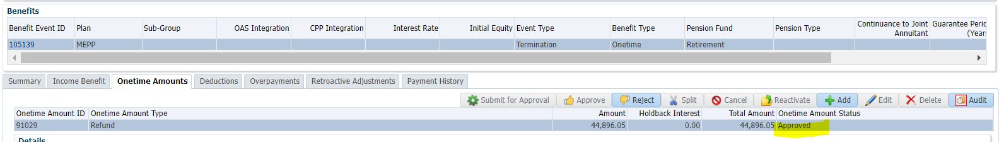 Benefits
Benefit Event ID Plan Sub-Group OAS Integration CPP Integration Interest Rate Initial Equity Event Type Benefit Type Pension Fund Pension Type Continuance to Joint Annuitant Guarantee Perio (Year
105139 MEPP Termination Onetime Retirement
Summary Income Benefit Onetime Amounts Deductions Overpayments Retroactive Adjustments Payment History
Submit for Approval Approve Reject Split Cancel Reactivate Add Edit Delete Audit
Onetime Amount ID Onetime Amount Type Amount Holdback Interest Total Amount Onetime Amount Status
91029 Refund 44,896.05 0.00 44,896.05 Approved
Details